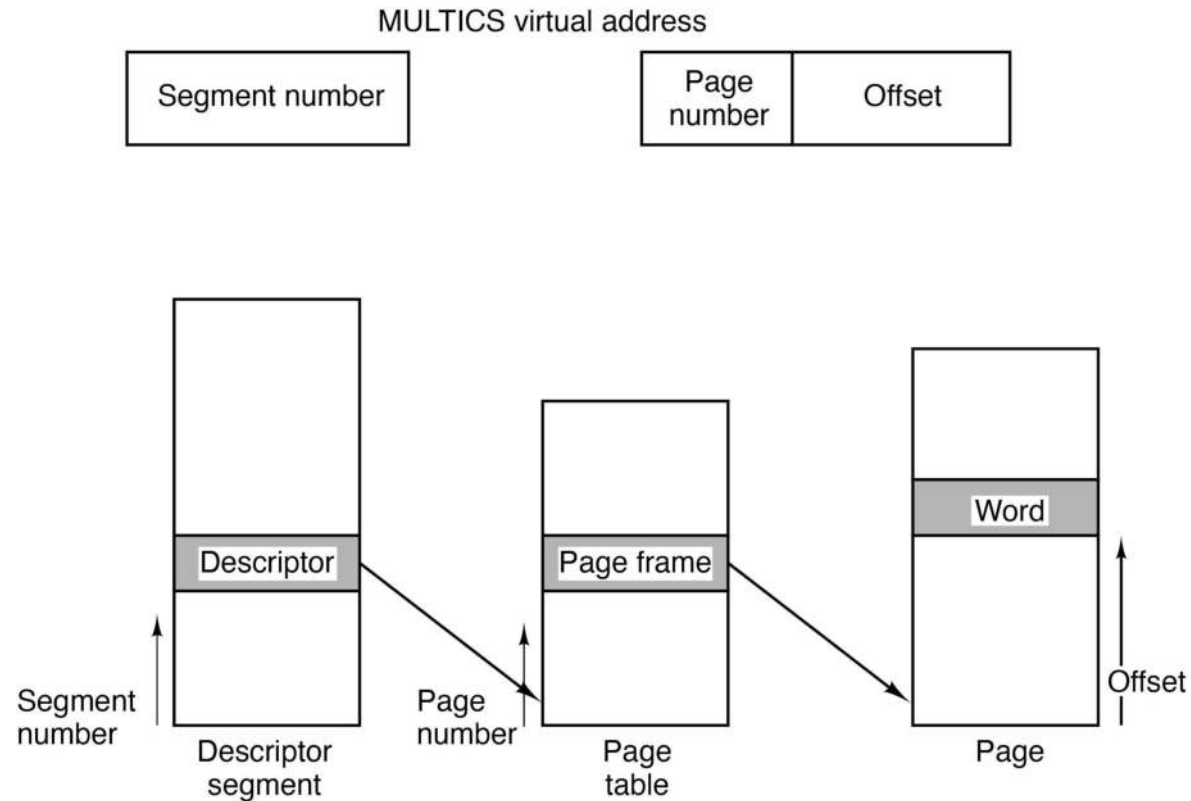 MULTICS virtual address
Segment number
Page
number
Offset
Descriptor
Page frame
Word
Segment
number
Page
number
Offset
Descriptor
segment
Page
table
Page